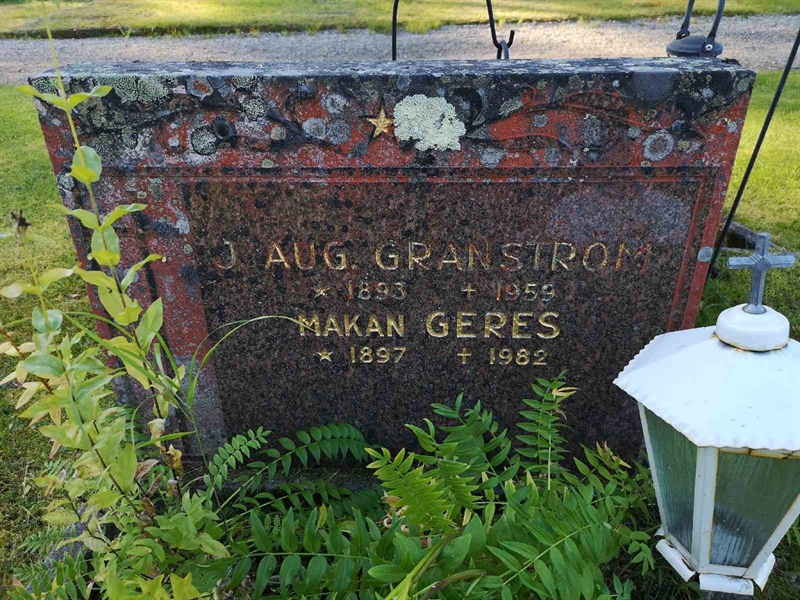 J. AUG. GRANSTRÖM
* 1893 + 1959
MAKAN GERES
* 1897 + 1982